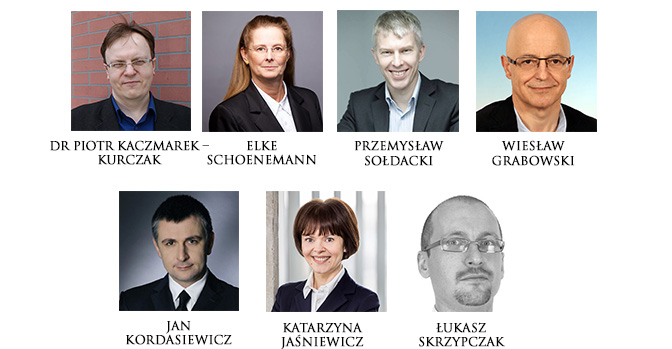 DR PIOTR KACZMAREK –
KURCZAK
ELKE
SCHOENEMANN
PRZEMYSŁAW
SOŁDACKI
WIESŁAW
GRABOWSKI
JAN
KORDASIEWICZ
KATARZYNA
JAŚNIEWICZ
ŁUKASZ
SKRZYPCZAK